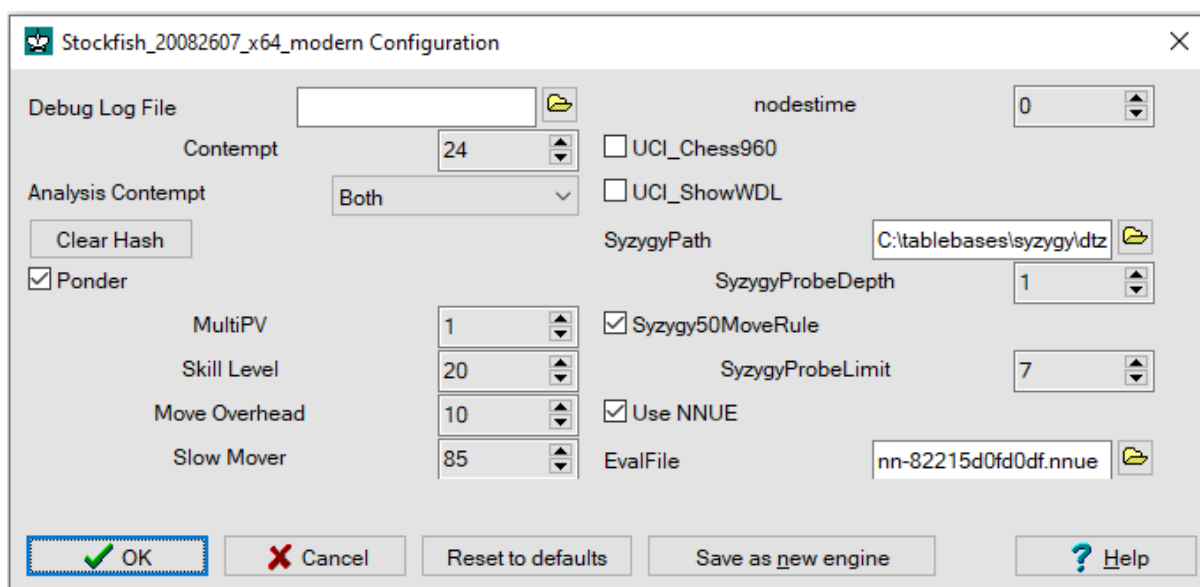 Stockfish_20082607_x64_modern Configuration
Debug Log File
nodestime 0
Contempt 24
UCI_Chess960
Analysis Contempt Both
UCI_ShowWDL
Clear Hash
SyzygyPath C:\tablebases\syzygy\dtz
Ponder
SyzygyProbeDepth 1
MultiPV 1
Syzygy50MoveRule
Skill Level 20
SyzygyProbeLimit 7
Move Overhead 10
Use NNUE
Slow Mover 85
EvalFile nn-82215d0fd0df.nnue
OK
Cancel
Reset to defaults
Save as new engine
? Help